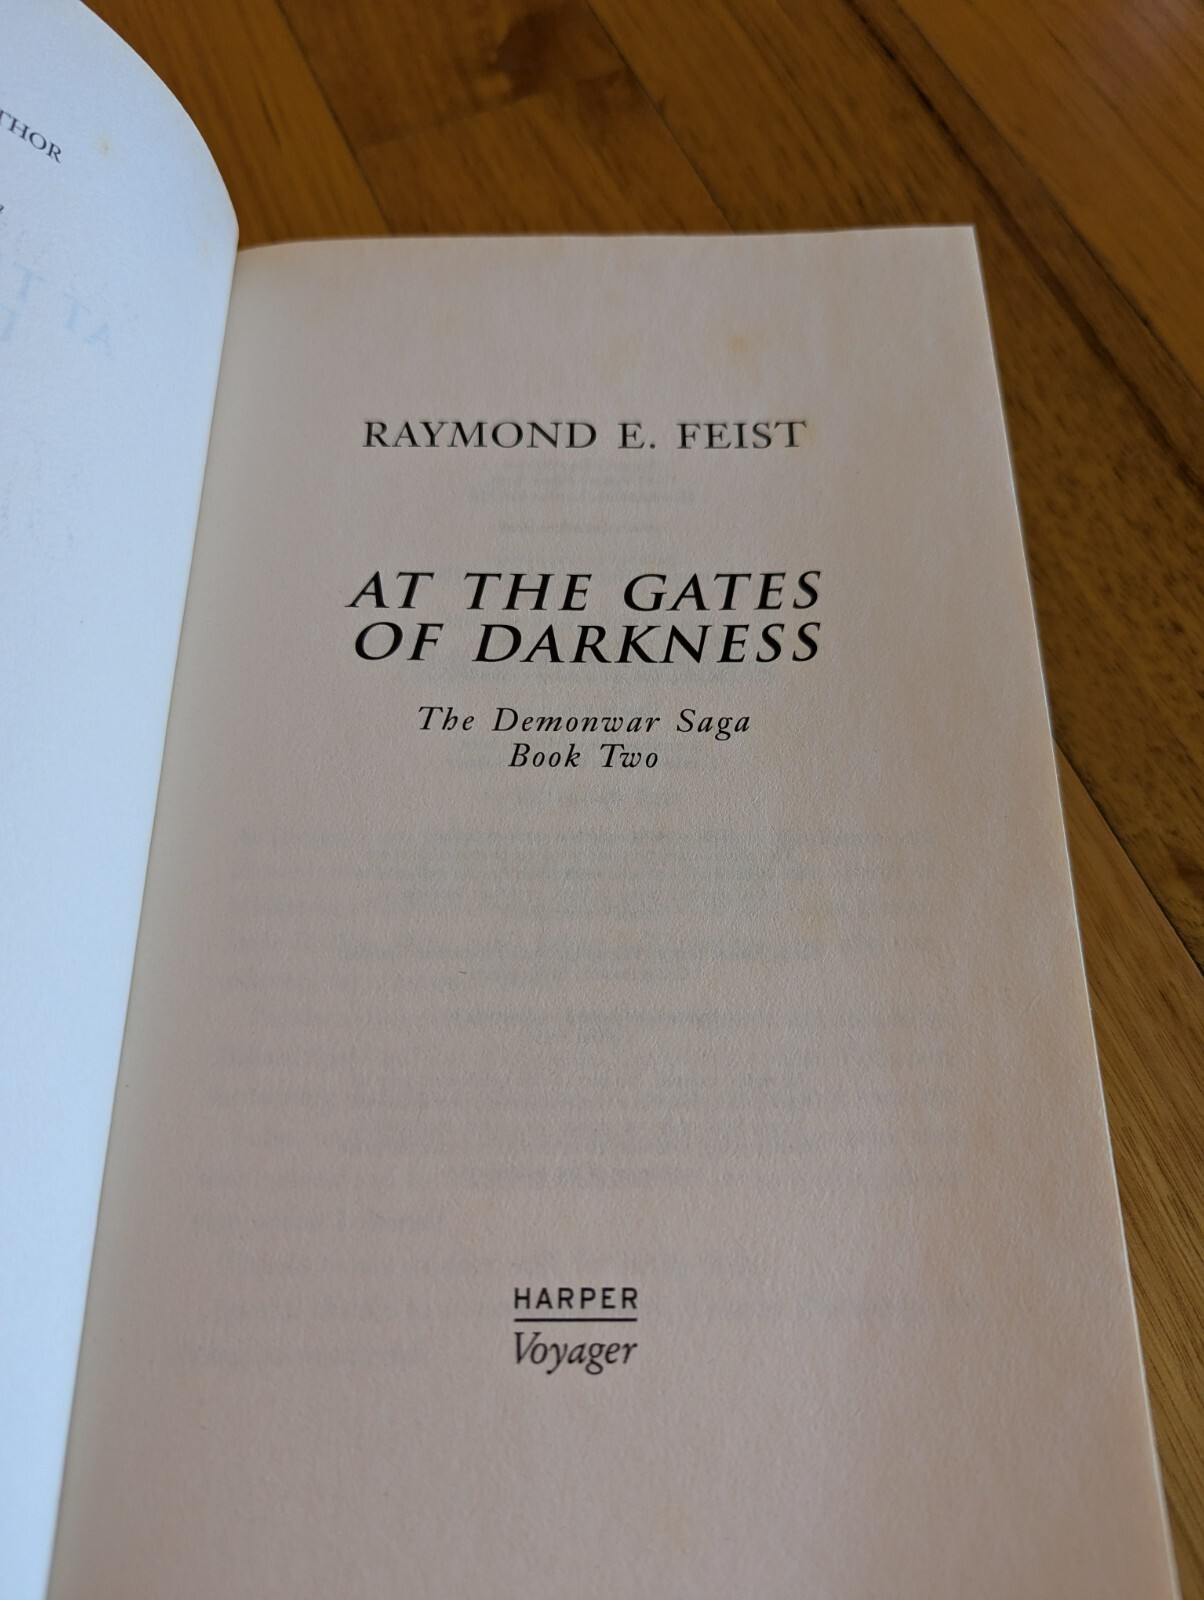 RAYMOND E. FEIST
AT THE GATES
OF DARKNESS
The Demonwar Saga
Book Two
HARPER
Voyager